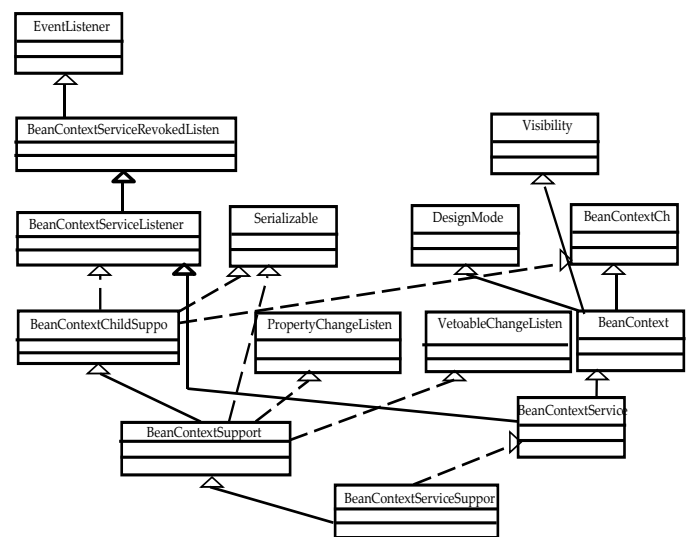 EventListener
BeanContextServiceRevokedListen
Visibility
BeanContextServiceListener
Serializable
DesignMode
BeanContextCh
BeanContextChildSuppo
PropertyChangeListen
VetoableChangeListen
BeanContext
BeanContextService
BeanContextSupport
BeanContextServiceSuppor